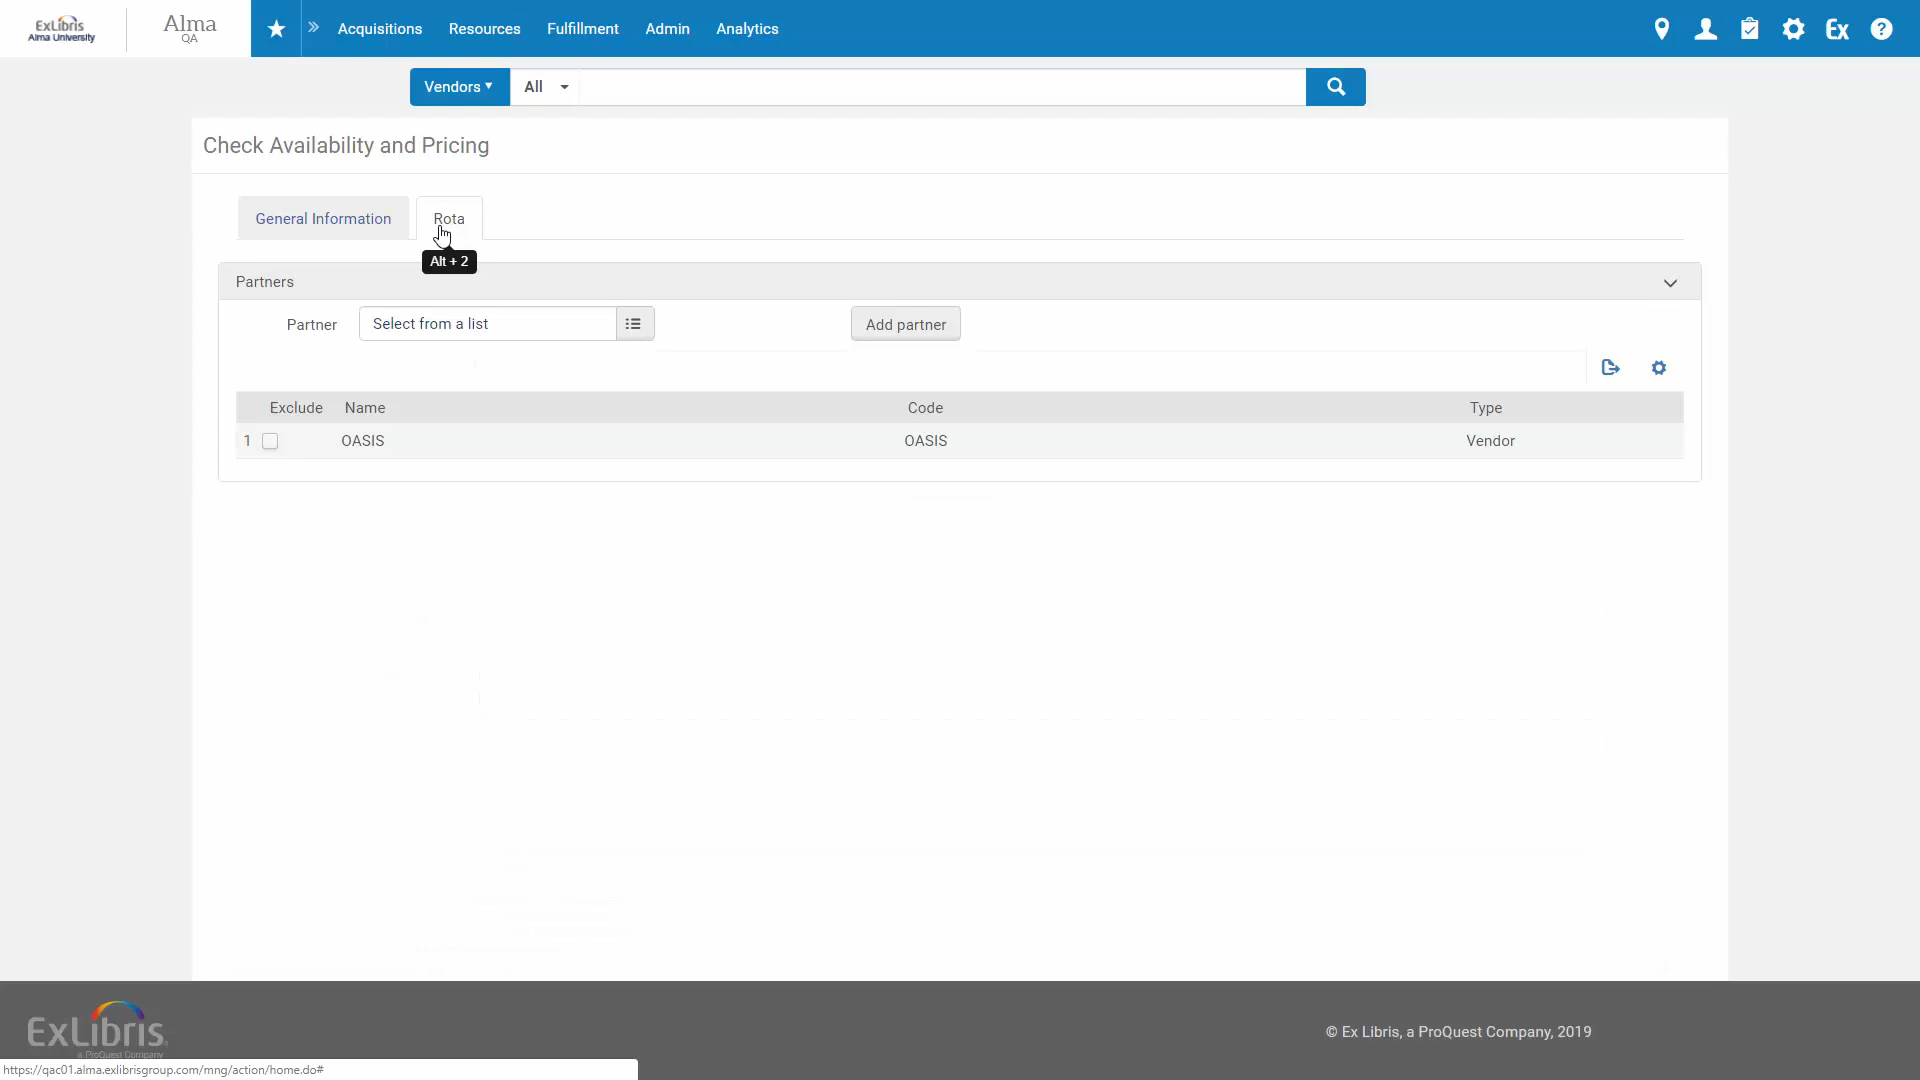 ExLibris
Alma University
Alma
QA
Acquisitions
Resources
Fulfillment
Admin
Analytics
Ex
?
Vendors
All
Check Availability and Pricing
General Information
Rota
Alt + 2
Partners
Partner
Select from a list
Add partner
Exclude
Name
Code
Type
1
OASIS
OASIS
Vendor
ExLibris
a ProQuest Company
© Ex Libris, a ProQuest Company, 2019
https://qac01.alma.exlibrisgroup.com/mng/action/home.do#